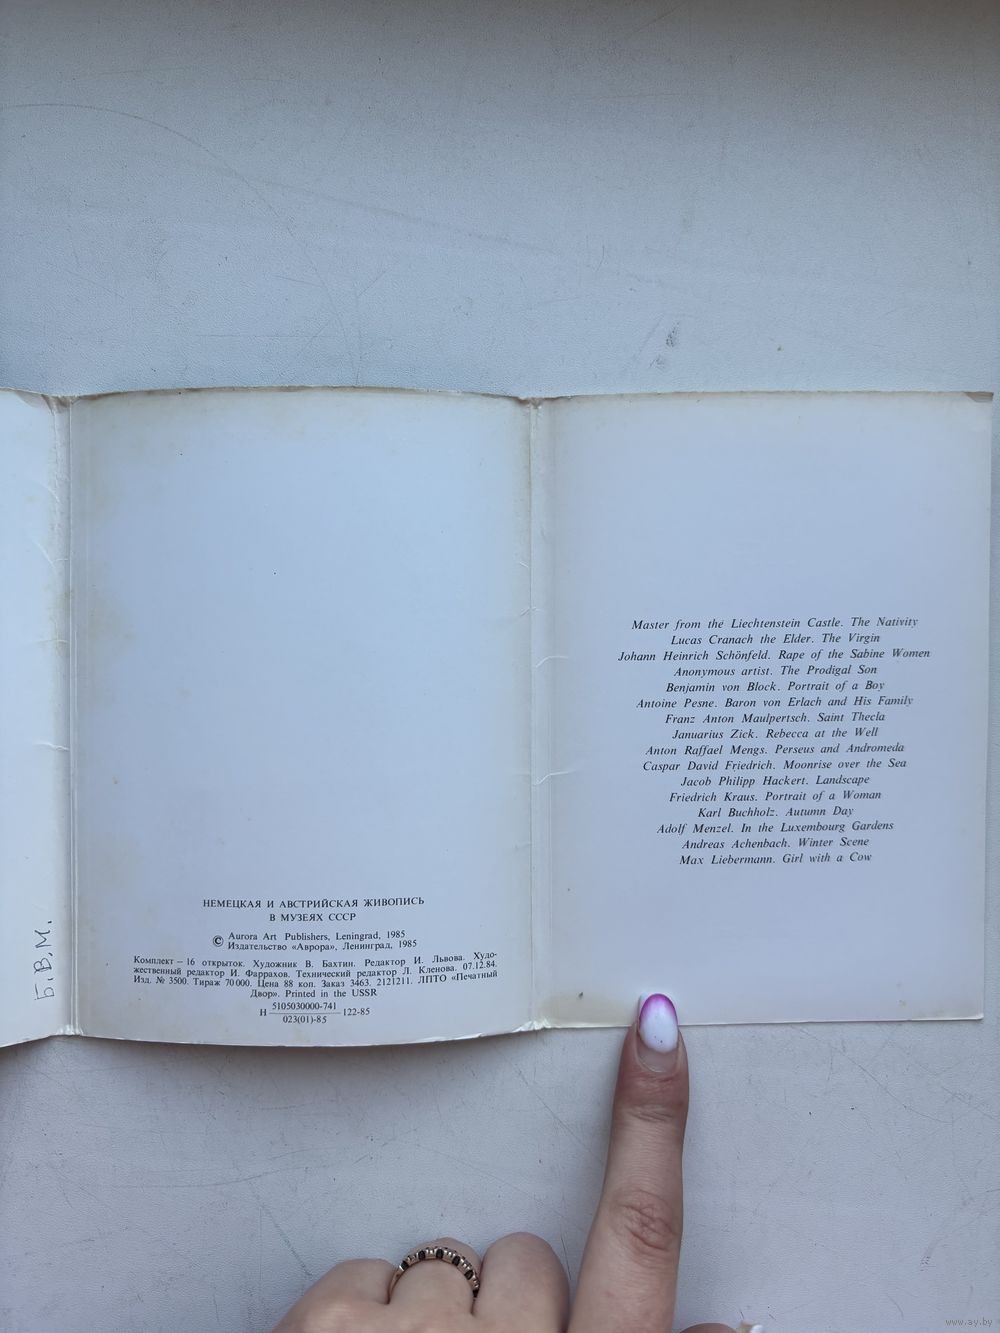 Б.В.М.
НЕМЕЦКАЯ И АВСТРИЙСКАЯ ЖИВОПИСЬ
В МУЗЕЯХ СССР
© Aurora Art Publishers, Leningrad, 1985
Издательство «Аврора», Ленинград, 1985
Комплект – 16 открыток. Художник В. Бахтин. Редактор И. Львова. Худо-
жественный редактор И. Фаррахов. Технический редактор Л. Кленова. 07.12.84.
Изд. № 3500. Тираж 70000. Цена 88 коп. Заказ 3463. 2121211. ЛПТО «Печатный
Двор». Printed in the USSR
Н 5105030000-741 122-85
023(01)-85
Master from the Liechtenstein Castle. The Nativity
Lucas Cranach the Elder. The Virgin
Johann Heinrich Schönfeld. Rape of the Sabine Women
Anonymous artist. The Prodigal Son
Benjamin von Block. Portrait of a Boy
Antoine Pesne. Baron von Erlach and His Family
Franz Anton Maulpertsch. Saint Thecla
Januarius Zick. Rebecca at the Well
Anton Raffael Mengs. Perseus and Andromeda
Caspar David Friedrich. Moonrise over the Sea
Jacob Philipp Hackert. Landscape
Friedrich Kraus. Portrait of a Woman
Karl Buchholz. Autumn Day
Adolf Menzel. In the Luxembourg Gardens
Andreas Achenbach. Winter Scene
Max Liebermann. Girl with a Cow
www.ay.by